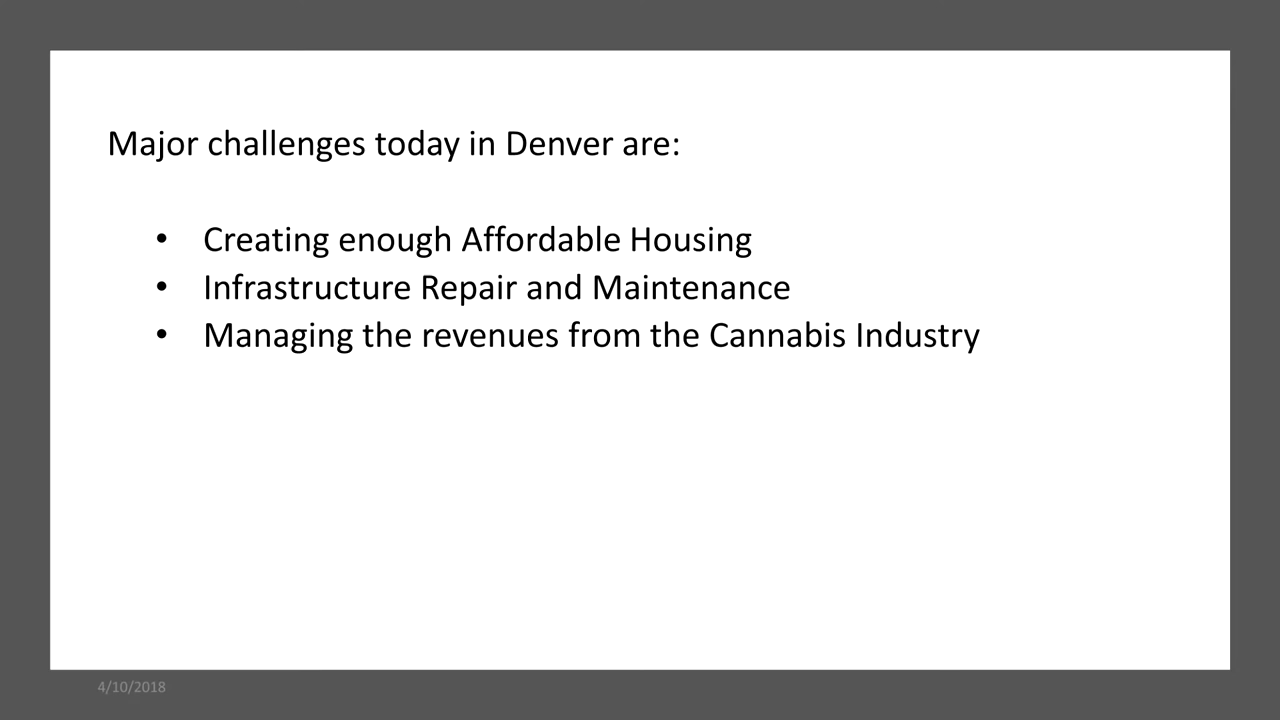 Major challenges today in Denver are:
• Creating enough Affordable Housing
• Infrastructure Repair and Maintenance
• Managing the revenues from the Cannabis Industry
4/10/2018